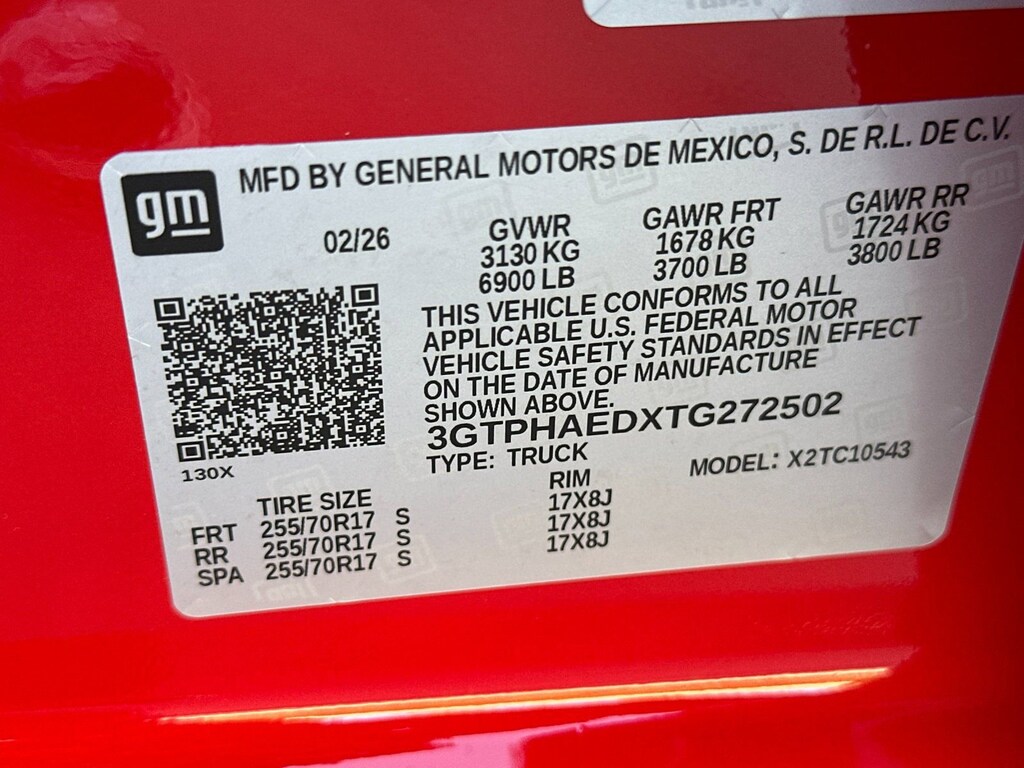 gm
MFD BY GENERAL MOTORS DE MEXICO, S. DE R.L. DE C.V.
02/26
GVWR
3130 KG
6900 LB
GAWR FRT
1678 KG
3700 LB
GAWR RR
1724 KG
3800 LB
THIS VEHICLE CONFORMS TO ALL
APPLICABLE U.S. FEDERAL MOTOR
VEHICLE SAFETY STANDARDS IN EFFECT
ON THE DATE OF MANUFACTURE
SHOWN ABOVE.
3GTPHAEDXTG272502
TYPE: TRUCK
MODEL: X2TC10543
130X
TIRE SIZE RIM
FRT 255/70R17 S 17X8J
RR 255/70R17 S 17X8J
SPA 255/70R17 S 17X8J